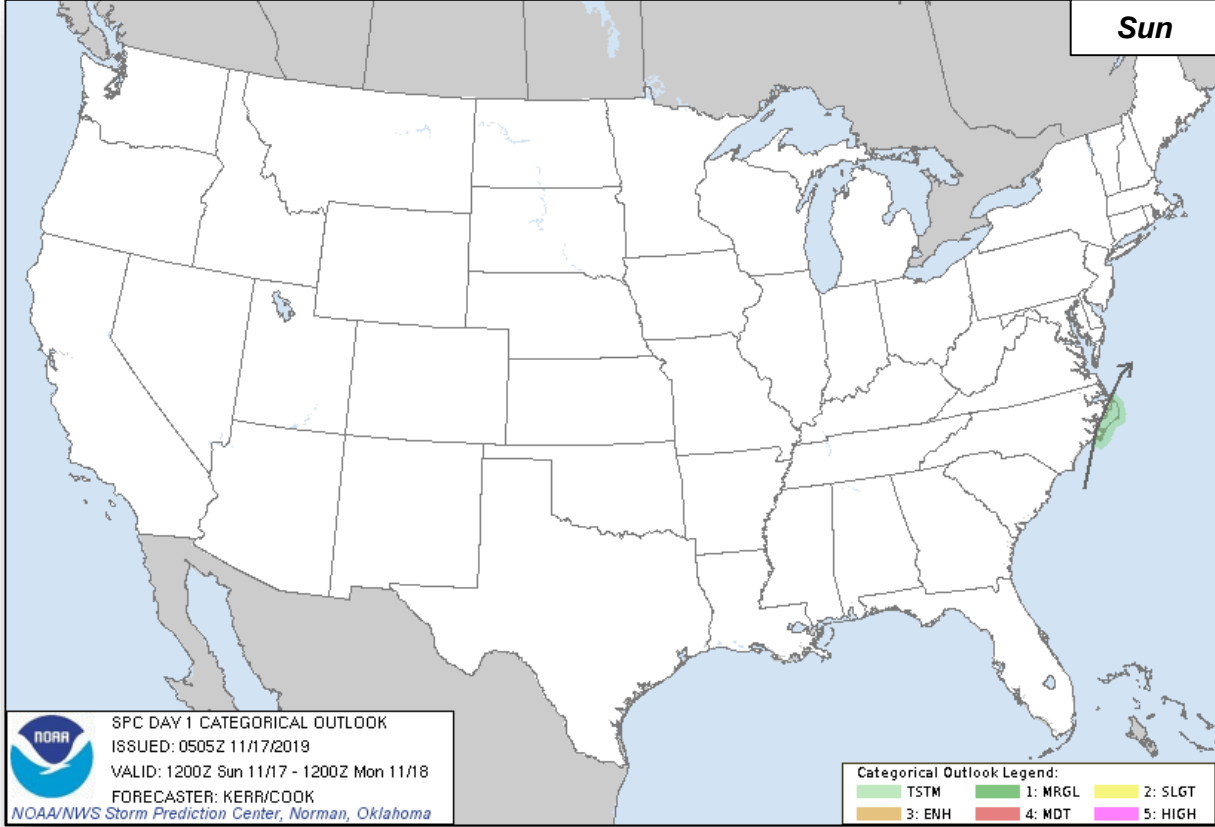 Sun
NOAA
SPC DAY 1 CATEGORICAL OUTLOOK
ISSUED: 0505Z 11/17/2019
VALID: 1200Z Sun 11/17 - 1200Z Mon 11/18
FORECASTER: KERR/COOK
NOAA/NWS Storm Prediction Center, Norman, Oklahoma
Categorical Outlook Legend:
TSTM 1: MRGL 2: SLGT
3: ENH 4: MDT 5: HIGH